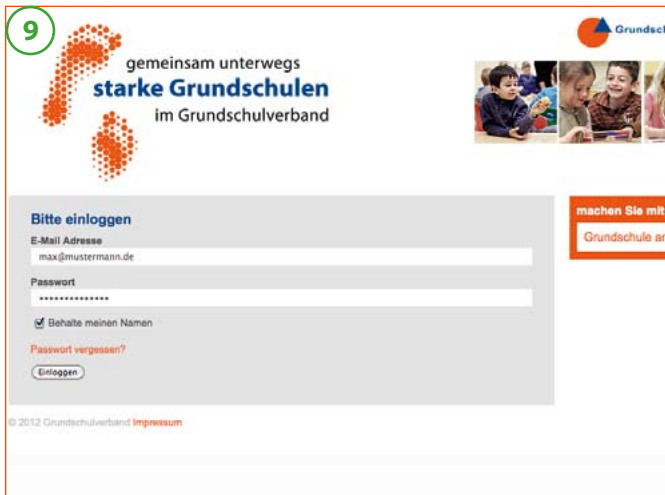 9
gemeinsam unterwegs
starke Grundschulen
im Grundschulverband
Grundsch
Bitte einloggen
E-Mail Adresse
max@mustermann.de
Passwort
••••••••••••••
Behalte meinen Namen
Passwort vergessen?
Einloggen
machen Sie mit
Grundschule an
© 2012 Grundschulverband Impressum